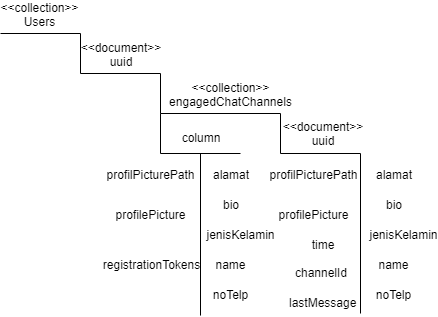 <<collection>>
Users
<<document>>
uuid
<<collection>>
engagedChatChannels
<<document>>
uuid
column
profilPicturePath
alamat
profilPicturePath
alamat
bio
bio
profilePicture
profilePicture
jenisKelamin
jenisKelamin
time
registrationTokens
name
name
channelId
noTelp
noTelp
lastMessage